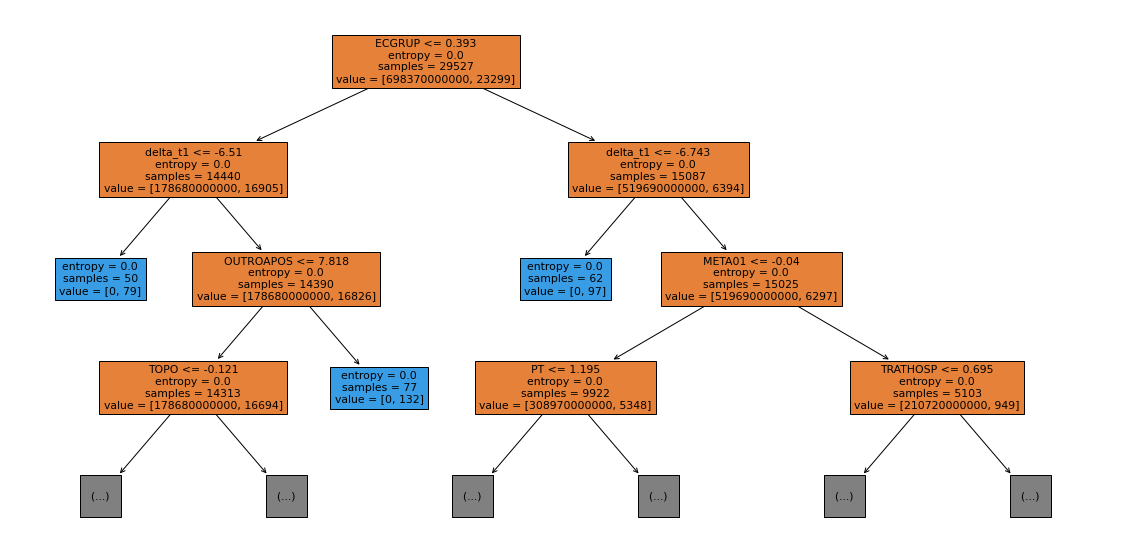 ECGRUP <= 0.393
entropy = 0.0
samples = 29527
value = [698370000000, 23299]
delta_t1 <= -6.51
entropy = 0.0
samples = 14440
value = [178680000000, 16905]
delta_t1 <= -6.743
entropy = 0.0
samples = 15087
value = [519690000000, 6394]
entropy = 0.0
samples = 50
value = [0, 79]
OUTROAPOS <= 7.818
entropy = 0.0
samples = 14390
value = [178680000000, 16826]
entropy = 0.0
samples = 62
value = [0, 97]
META01 <= -0.04
entropy = 0.0
samples = 15025
value = [519690000000, 6297]
TOPO <= -0.121
entropy = 0.0
samples = 14313
value = [178680000000, 16694]
entropy = 0.0
samples = 77
value = [0, 132]
PT <= 1.195
entropy = 0.0
samples = 9922
value = [308970000000, 5348]
TRATHOSP <= 0.695
entropy = 0.0
samples = 5103
value = [210720000000, 949]
(...)
(...)
(...)
(...)
(...)
(...)